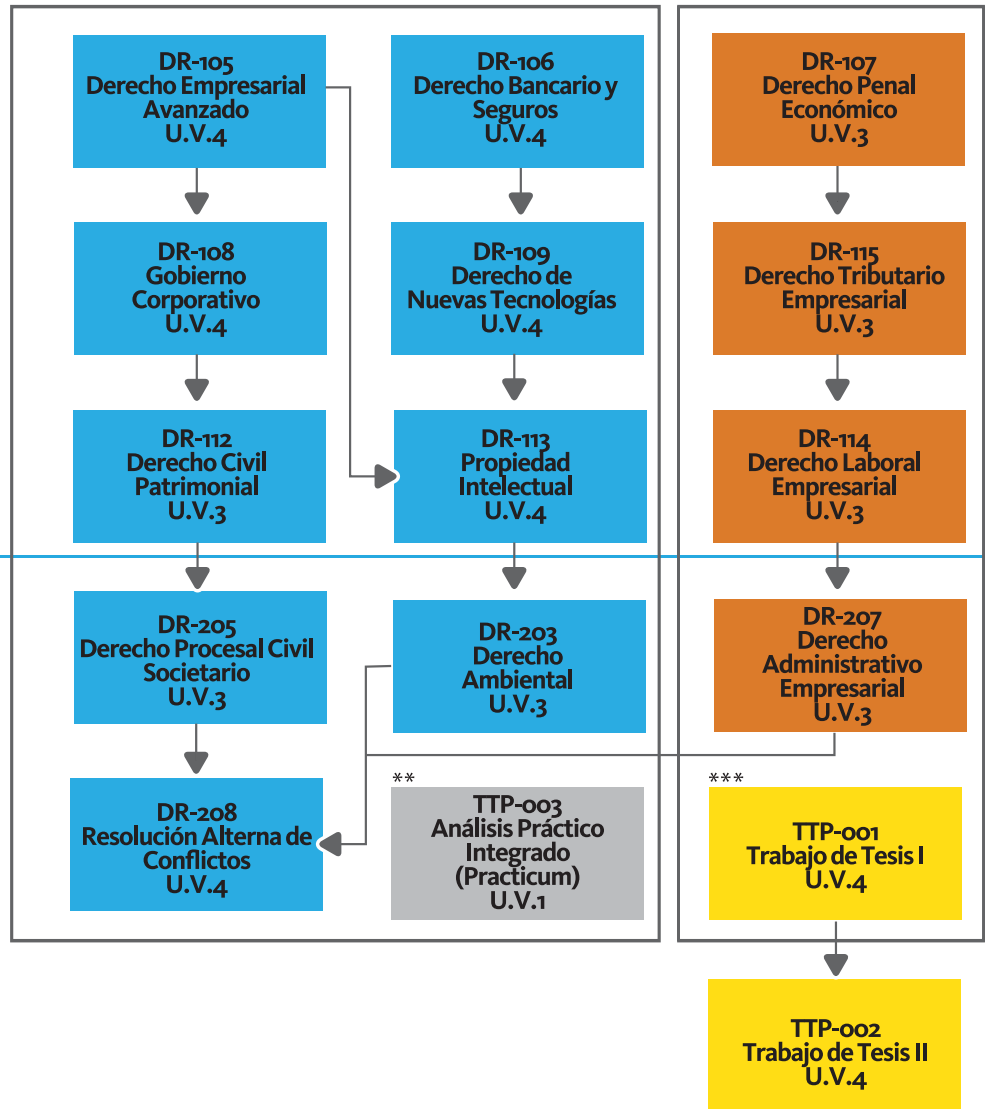 DR-105
Derecho Empresarial
Avanzado
U.V.4
DR-106
Derecho Bancario y
Seguros
U.V.4
DR-107
Derecho Penal
Económico
U.V.3
DR-108
Gobierno
Corporativo
U.V.4
DR-109
Derecho de
Nuevas Tecnologías
U.V.4
DR-115
Derecho Tributario
Empresarial
U.V.3
DR-112
Derecho Civil
Patrimonial
U.V.3
DR-113
Propiedad
Intelectual
U.V.4
DR-114
Derecho Laboral
Empresarial
U.V.3
DR-205
Derecho Procesal Civil
Societario
U.V.3
DR-203
Derecho
Ambiental
U.V.3
DR-207
Derecho
Administrativo
Empresarial
U.V.3
DR-208
Resolución Alterna de
Conflictos
U.V.4
**
TTP-003
Análisis Práctico
Integrado
(Practicum)
U.V.1
***
TTP-001
Trabajo de Tesis I
U.V.4
TTP-002
Trabajo de Tesis II
U.V.4